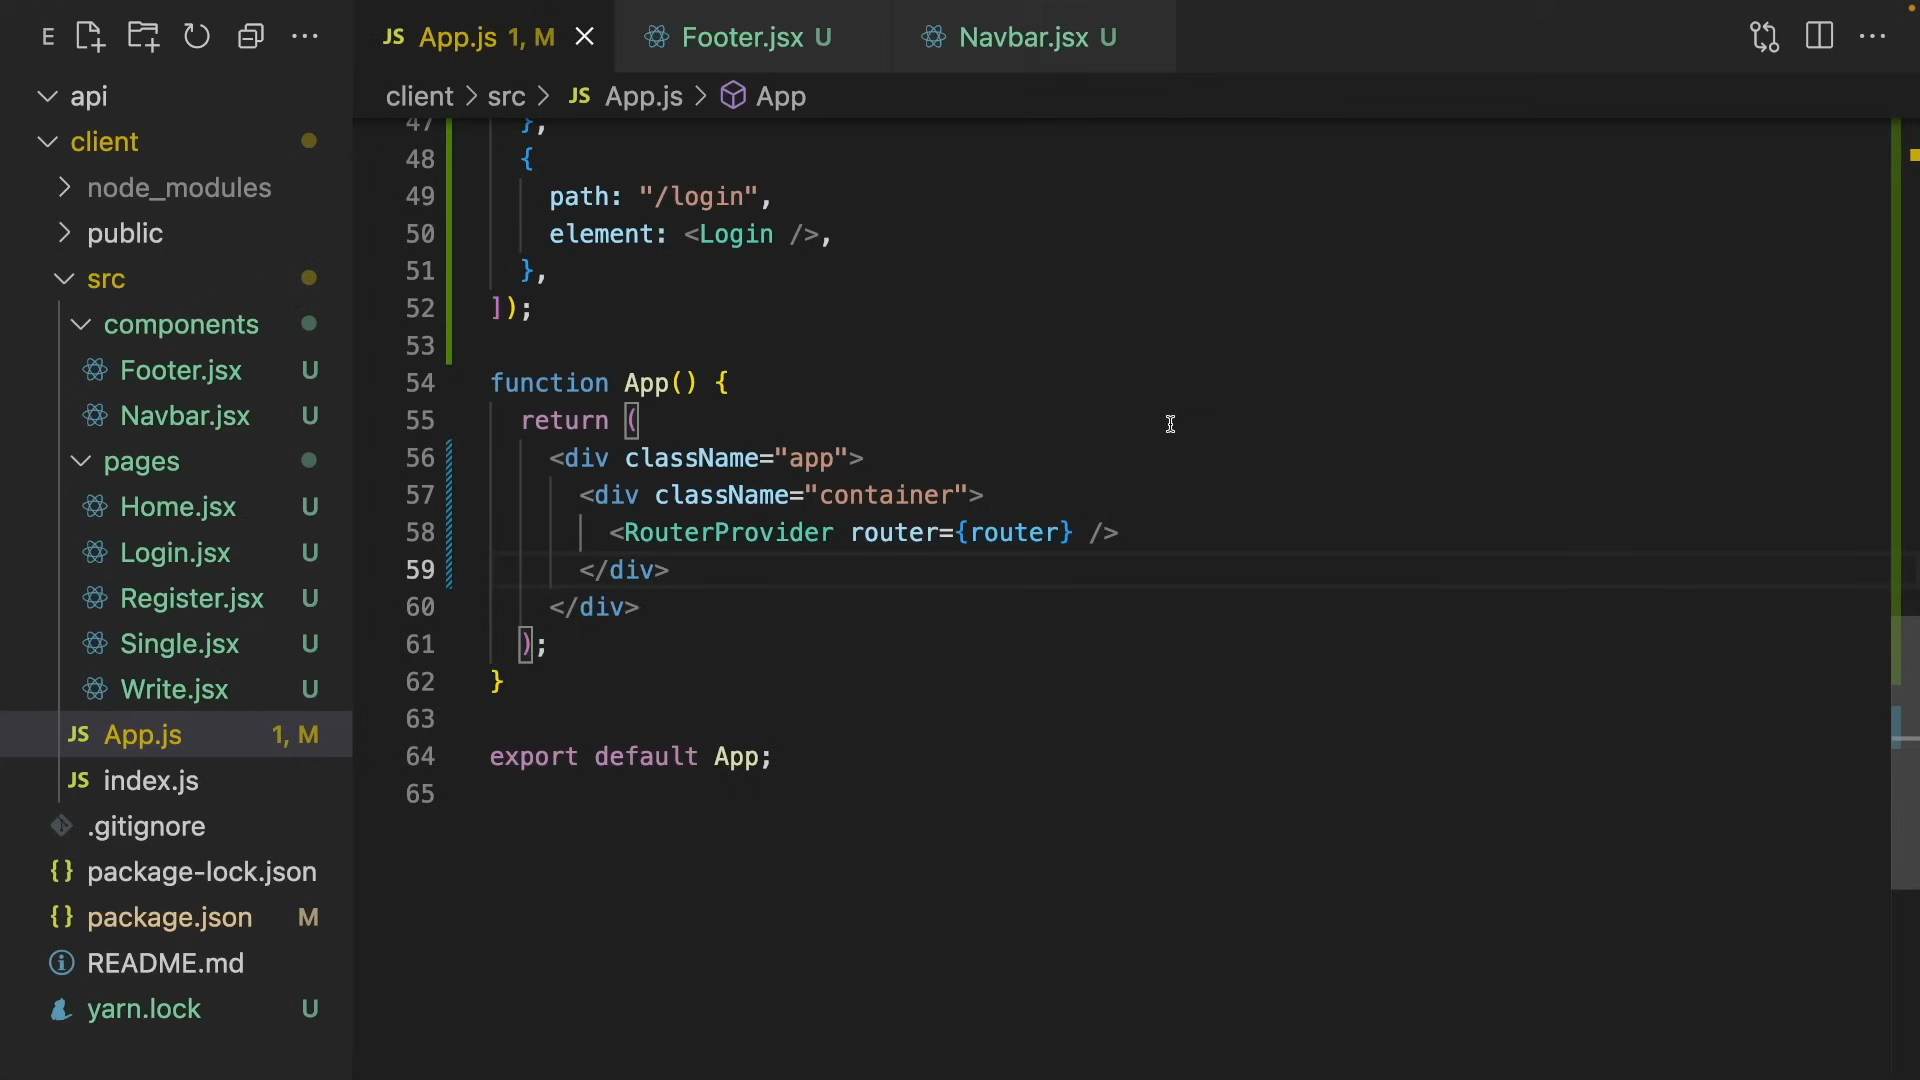 E
JS App.js 1, M
Footer.jsx U
Navbar.jsx U
client > src > JS App.js > App
api
client
node_modules
public
src
components
Footer.jsx U
Navbar.jsx U
pages
Home.jsx U
Login.jsx U
Register.jsx U
Single.jsx U
Write.jsx U
JS App.js 1, M
JS index.js
.gitignore
{} package-lock.json
{} package.json M
README.md
yarn.lock U
47 },
48 {
49 path: "/login",
50 element: <Login />,
51 },
52 ]);
53
54 function App() {
55 return (
56 <div className="app">
57 <div className="container">
58 <RouterProvider router={router} />
59 </div>
60 </div>
61 );
62 }
63
64 export default App;
65